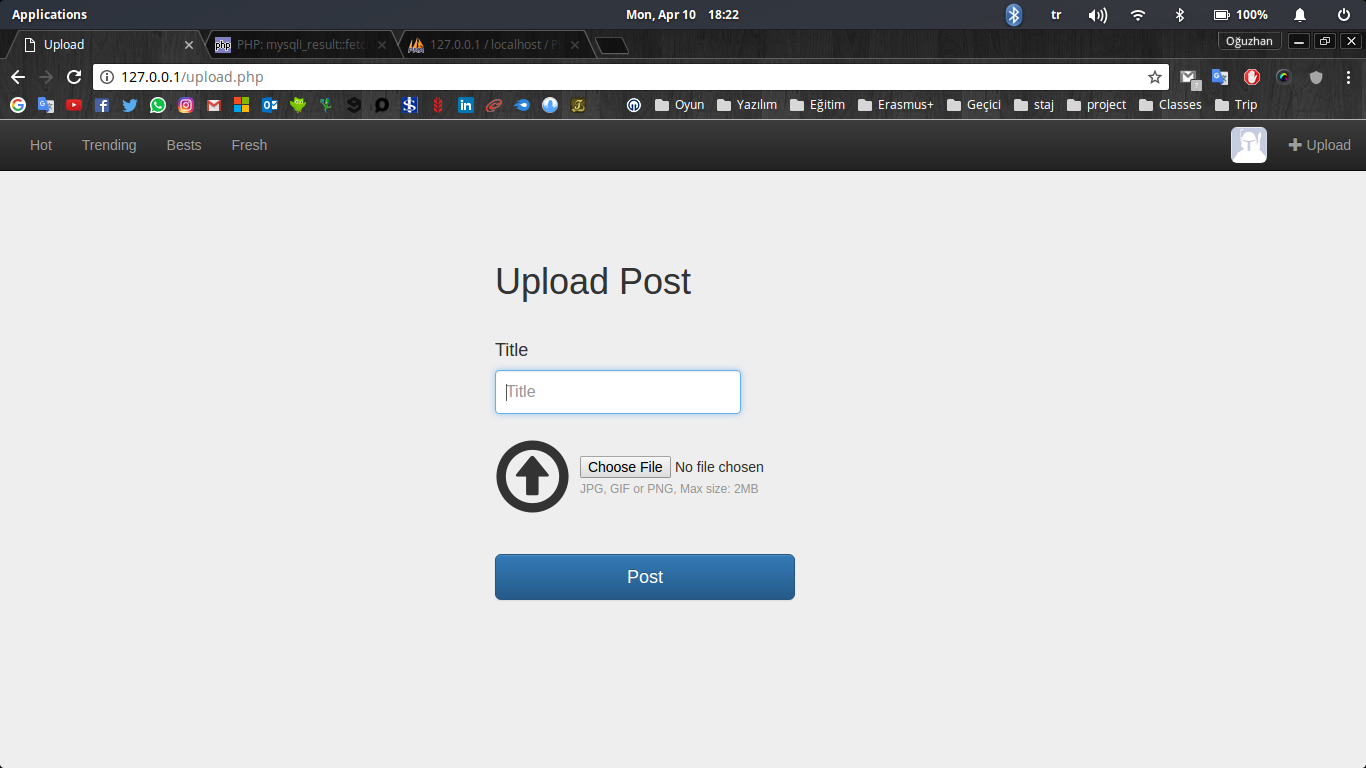 Applications Mon, Apr 10 18:22 tr 100%
Upload PHP: mysqli_result::fetc 127.0.0.1 / localhost / P Oğuzhan
127.0.0.1/upload.php
Oyun Yazılım Eğitim Erasmus+ Geçici staj project Classes Trip
Hot Trending Bests Fresh Upload
Upload Post
Title
Title
Choose File No file chosen
JPG, GIF or PNG, Max size: 2MB
Post